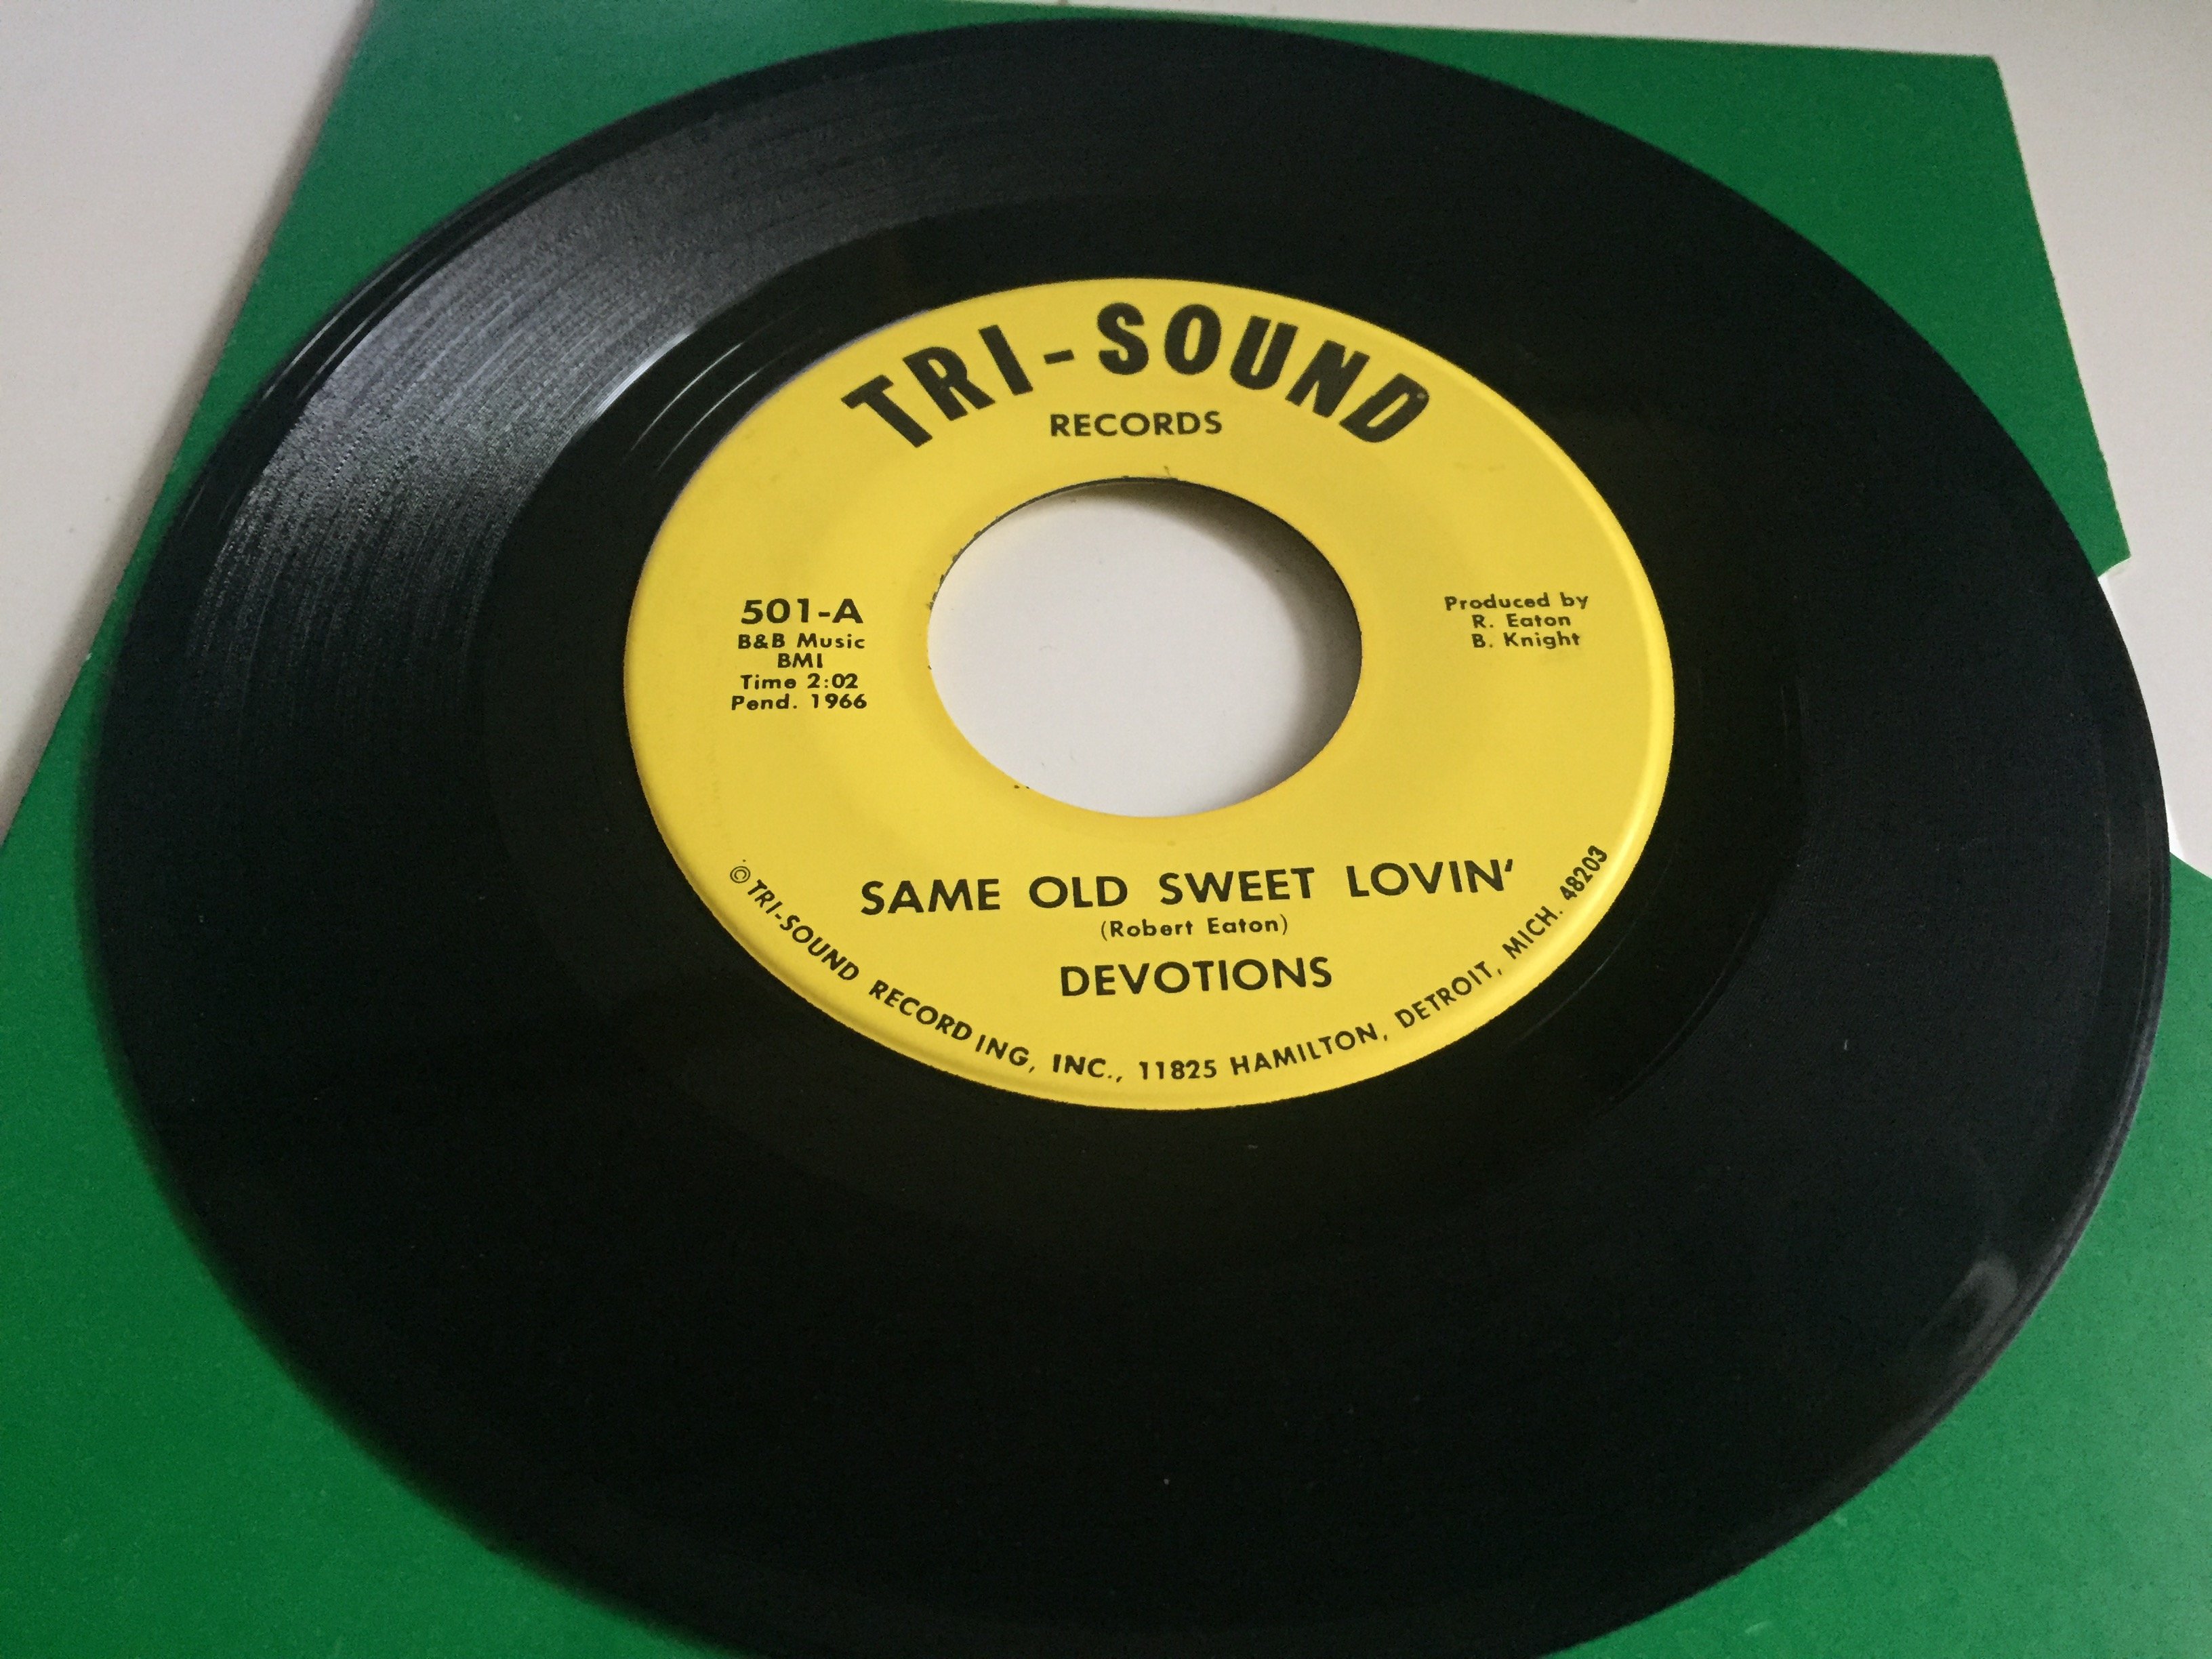 TRI-SOUND
RECORDS
501-A
B&B Music
BMI
Time 2:02
Pend. 1966
Produced by
R. Eaton
B. Knight
SAME OLD SWEET LOVIN'
(Robert Eaton)
DEVOTIONS
©TRI-SOUND RECORDING, INC., 11825 HAMILTON, DETROIT, MICH. 48203